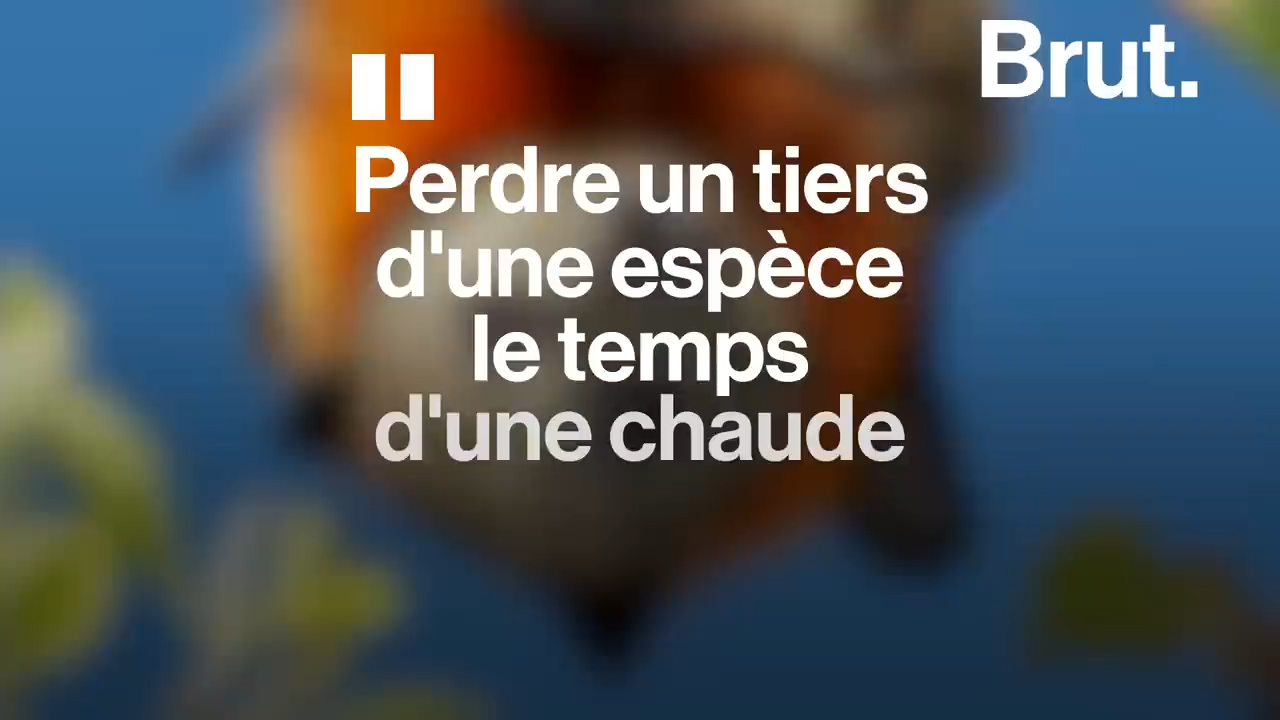 Brut.
"
Perdre un tiers
d'une espèce
le temps
d'une chaude